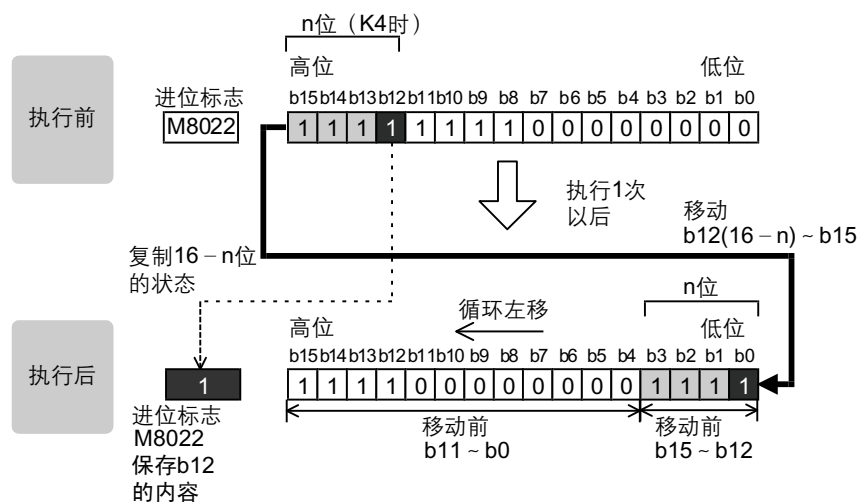 n位（K4时）
高位 低位
执行前
进位标志
b15 b14 b13 b12 b11 b10 b9 b8 b7 b6 b5 b4 b3 b2 b1 b0
M8022
1 1 1 1 1 1 1 1 0 0 0 0 0 0 0 0
执行1次
以后
移动
b12(16－n)~b15
复制16－n位
的状态
n位
循环左移
高位 低位
执行后
b15 b14 b13 b12 b11 b10 b9 b8 b7 b6 b5 b4 b3 b2 b1 b0
1
1 1 1 1 0 0 0 0 0 0 0 0 1 1 1 1
进位标志
M8022
保存b12
的内容
移动前
b11~b0
移动前
b15~b12